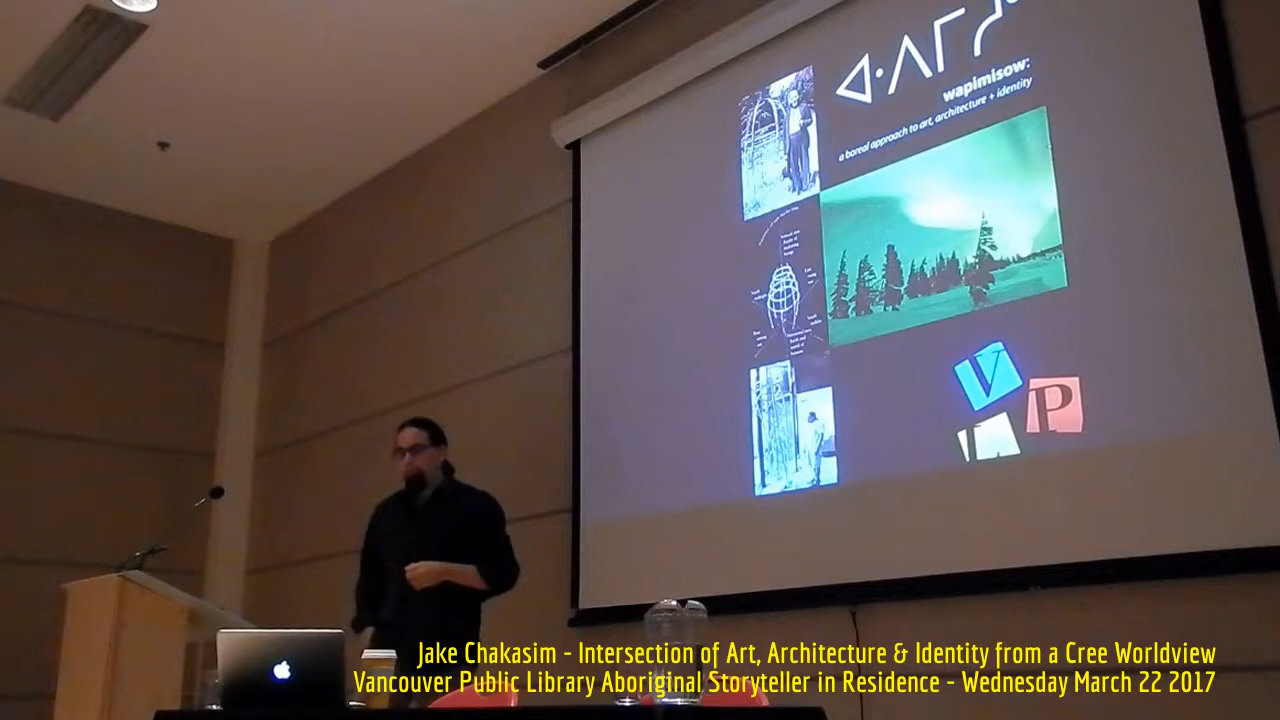 ᐊᐧᐱᒥ
wapimisow:
a boreal approach to art, architecture + identity
V
P
L
Jake Chakasim - Intersection of Art, Architecture & Identity from a Cree Worldview
Vancouver Public Library Aboriginal Storyteller in Residence - Wednesday March 22 2017